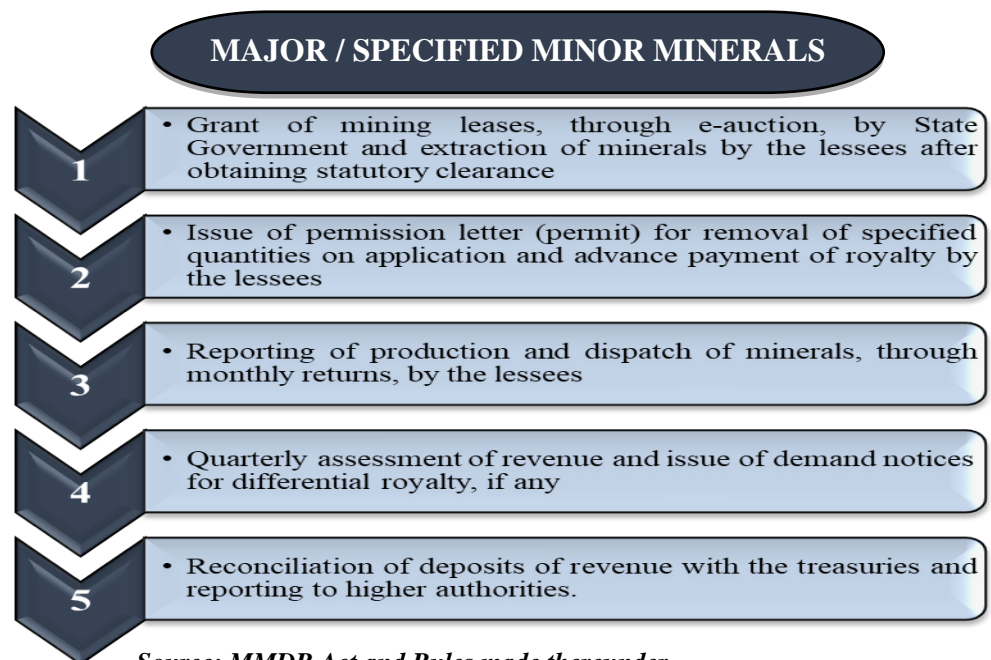 MAJOR / SPECIFIED MINOR MINERALS
1
• Grant of mining leases, through e-auction, by State
Government and extraction of minerals by the lessees after
obtaining statutory clearance
2
• Issue of permission letter (permit) for removal of specified
quantities on application and advance payment of royalty by
the lessees
3
• Reporting of production and dispatch of minerals, through
monthly returns, by the lessees
4
• Quarterly assessment of revenue and issue of demand notices
for differential royalty, if any
5
• Reconciliation of deposits of revenue with the treasuries and
reporting to higher authorities.
Source: MMDR Act and Rules made thereunder